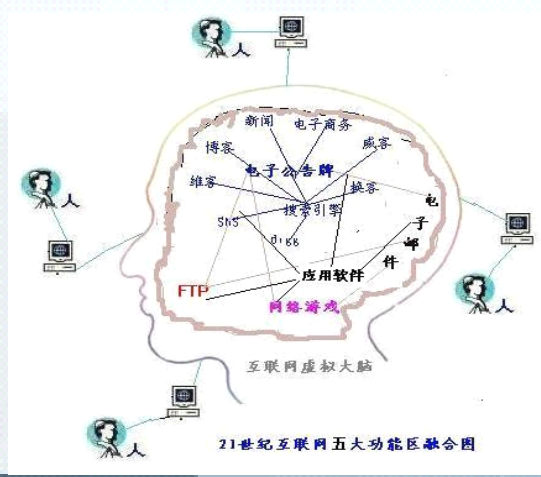 人
新闻
电子商务
博客
威客
电子公告牌
维客
换客
人
搜索引擎
SNS
digg
电子邮件
应用软件
FTP
网络游戏
人
互联网虚拟大脑
人
21世纪互联网五大功能区融合图